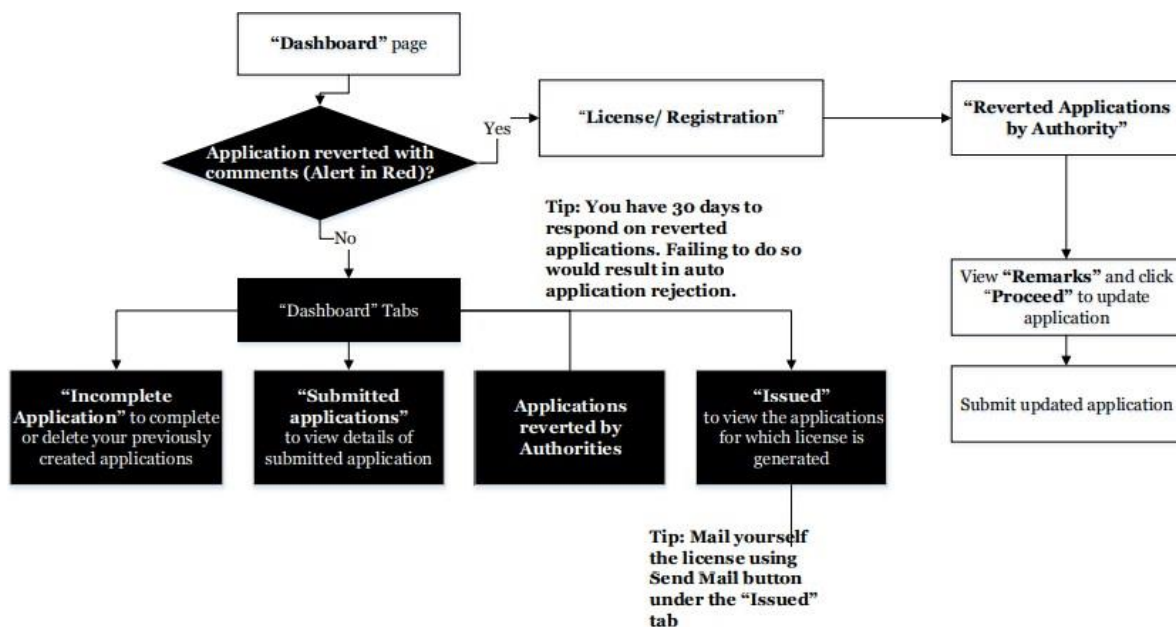 “Dashboard” page
Application reverted with
comments (Alert in Red)?
Yes
“License/ Registration”
“Reverted Applications
by Authority”
Tip: You have 30 days to
respond on reverted
applications. Failing to do so
would result in auto
application rejection.
No
“Dashboard” Tabs
View “Remarks” and click
“Proceed” to update
application
Submit updated application
“Incomplete
Application” to complete
or delete your previously
created applications
“Submitted
applications”
to view details of
submitted application
Applications
reverted by
Authorities
“Issued”
to view the applications
for which license is
generated
Tip: Mail yourself
the license using
Send Mail button
under the “Issued”
tab